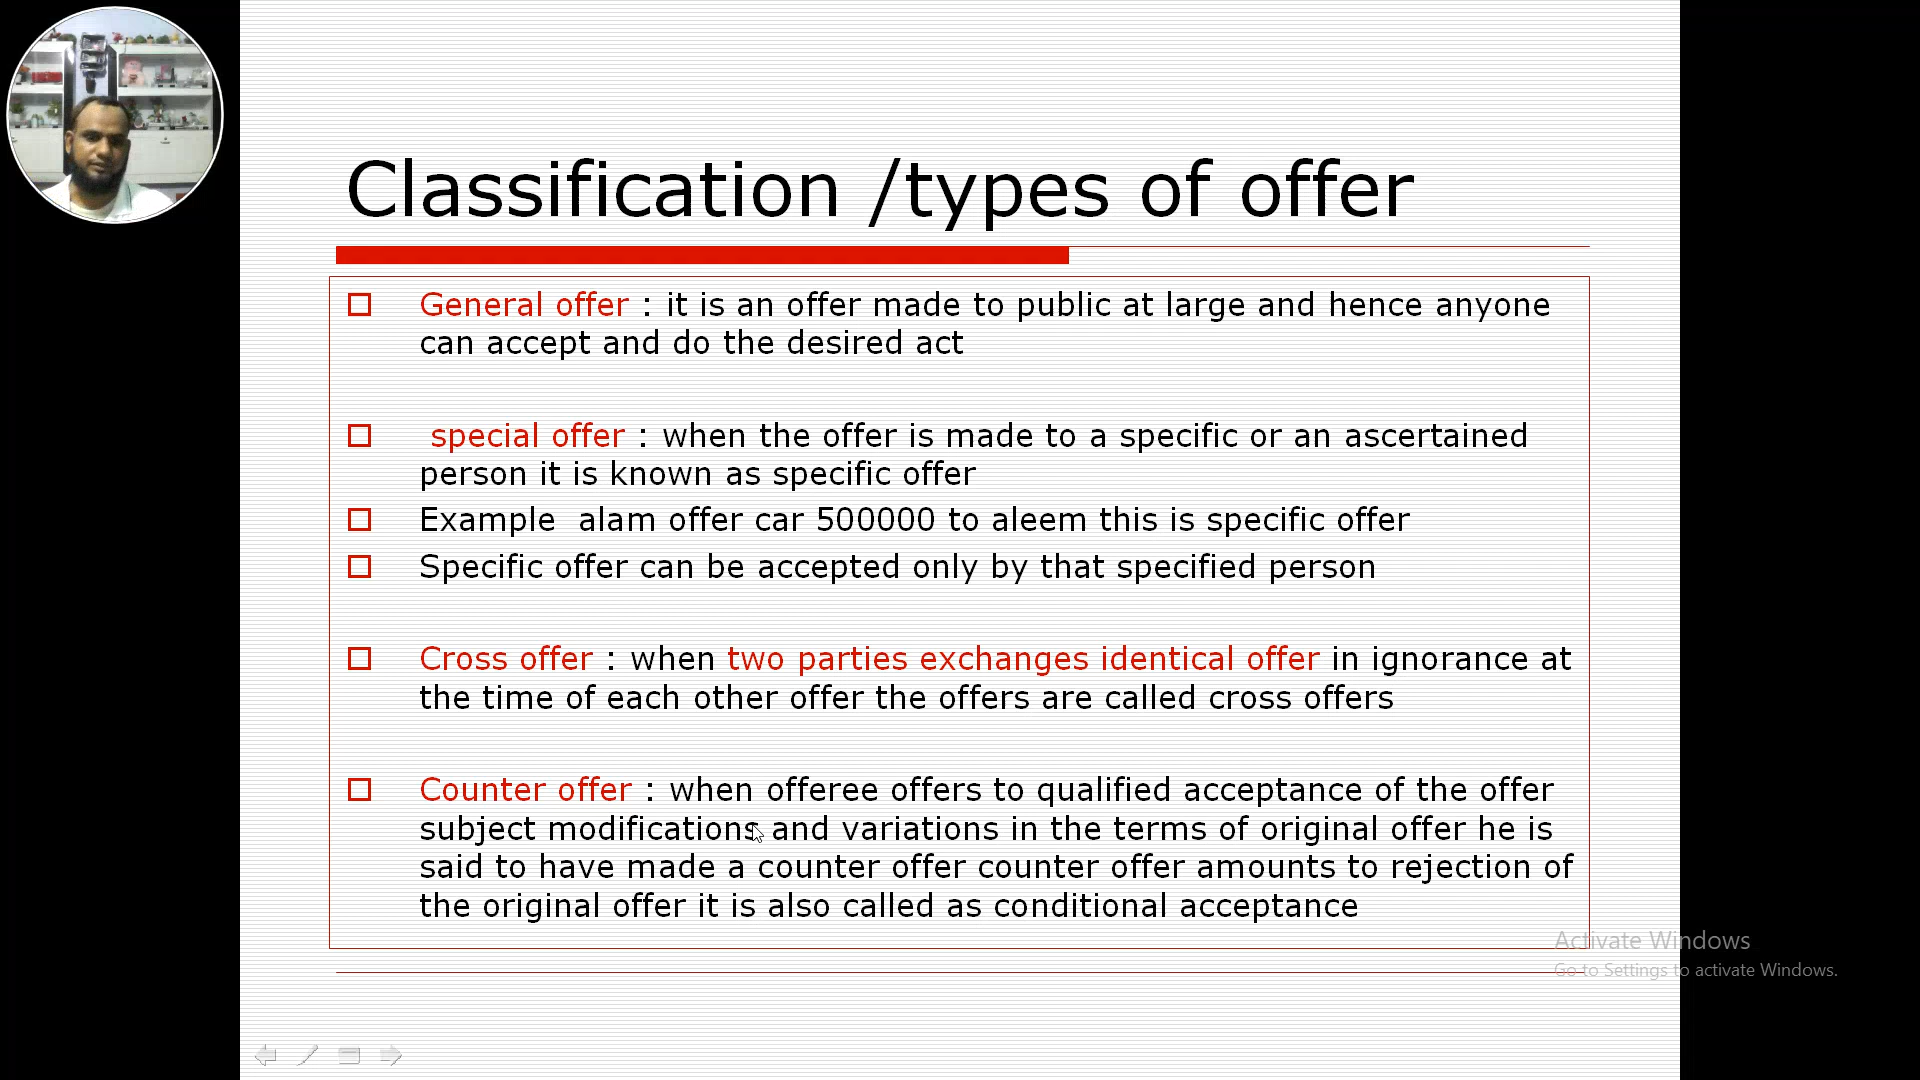 Classification /types of offer
General offer : it is an offer made to public at large and hence anyone
can accept and do the desired act
special offer : when the offer is made to a specific or an ascertained
person it is known as specific offer
Example alam offer car 500000 to aleem this is specific offer
Specific offer can be accepted only by that specified person
Cross offer : when two parties exchanges identical offer in ignorance at
the time of each other offer the offers are called cross offers
Counter offer : when offeree offers to qualified acceptance of the offer
subject modifications and variations in the terms of original offer he is
said to have made a counter offer counter offer amounts to rejection of
the original offer it is also called as conditional acceptance
Activate Windows
Go to Settings to activate Windows.